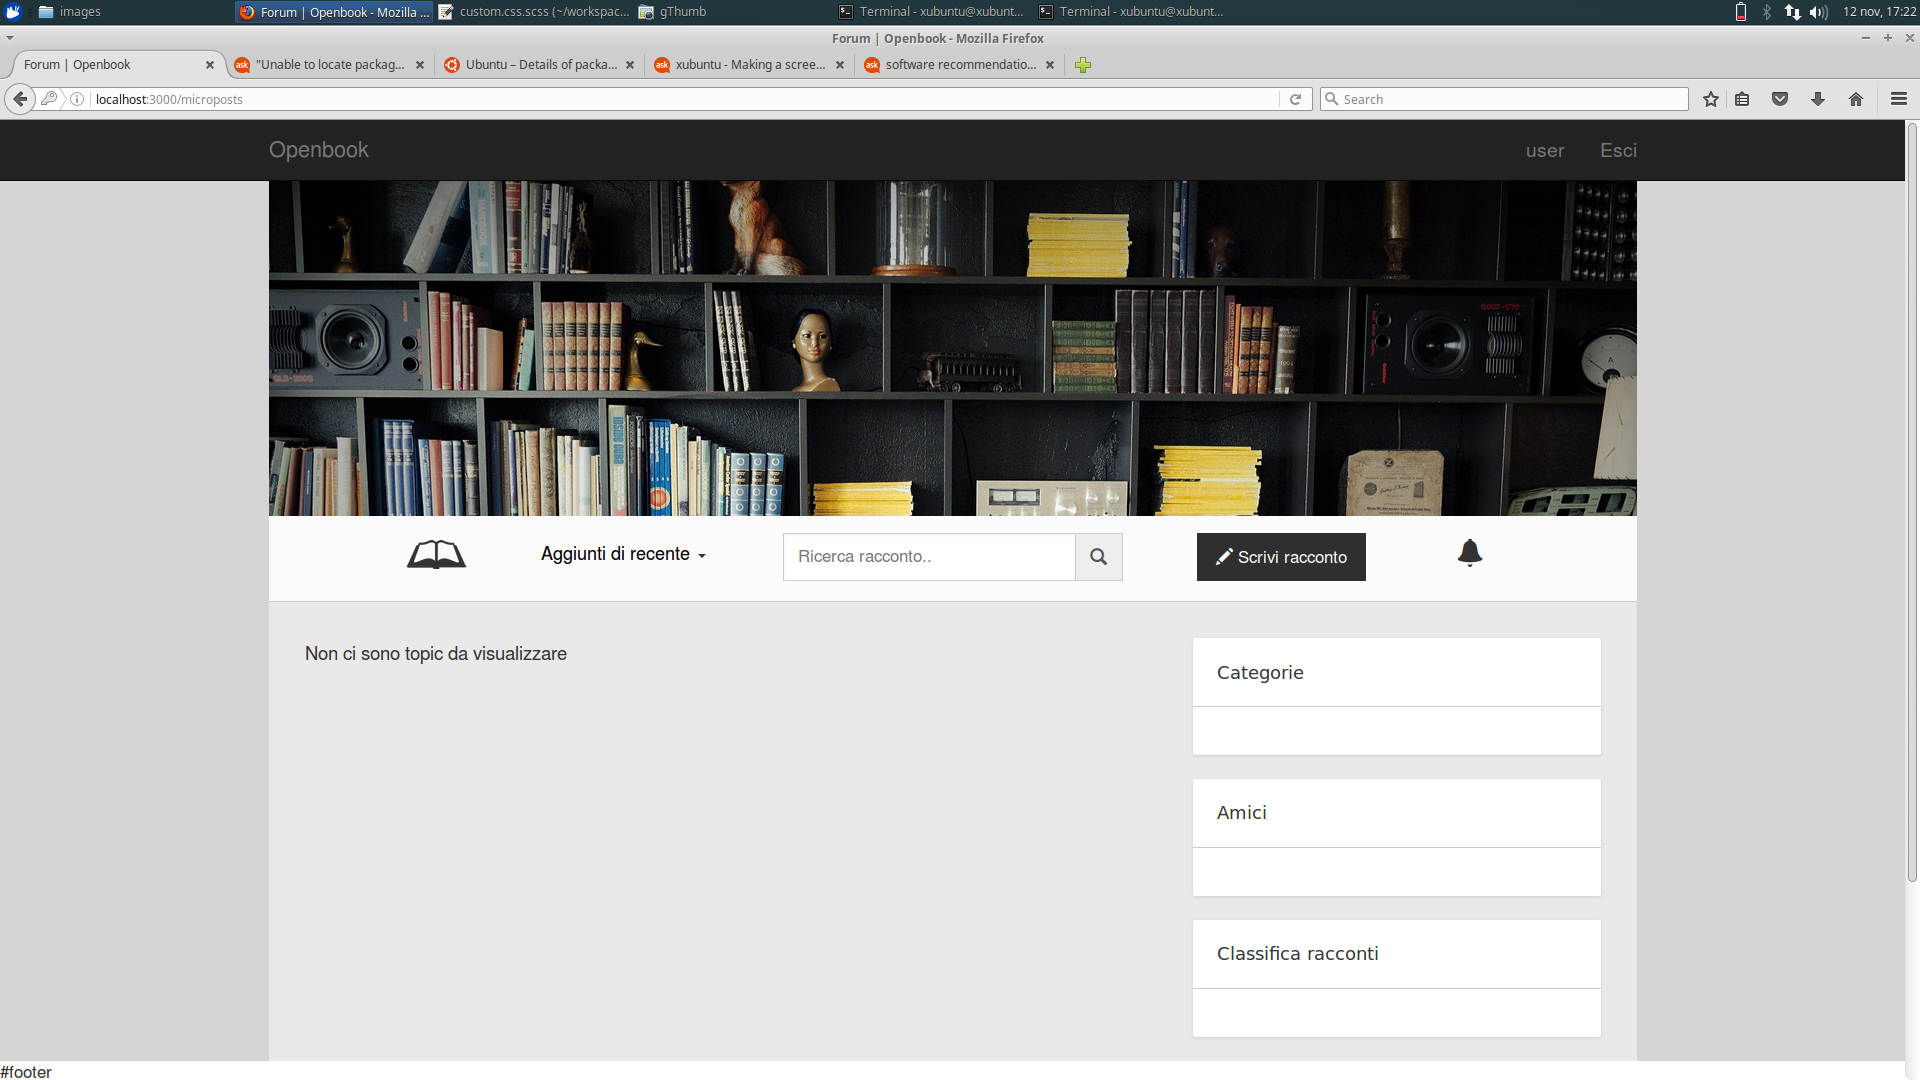 images
Forum | Openbook - Mozilla ...
custom.css.scss (~/workspac...
gThumb
Terminal - xubuntu@xubunt...
Terminal - xubuntu@xubunt...
12 nov, 17:22
Forum | Openbook - Mozilla Firefox
Forum | Openbook
ask
"Unable to locate packag...
Ubuntu – Details of packa...
ask
xubuntu - Making a scree...
ask
software recommendatio...
localhost:3000/microposts
Search
Openbook
user
Esci
Aggiunti di recente
Ricerca racconto..
Scrivi racconto
Non ci sono topic da visualizzare
Categorie
Amici
Classifica racconti
#footer